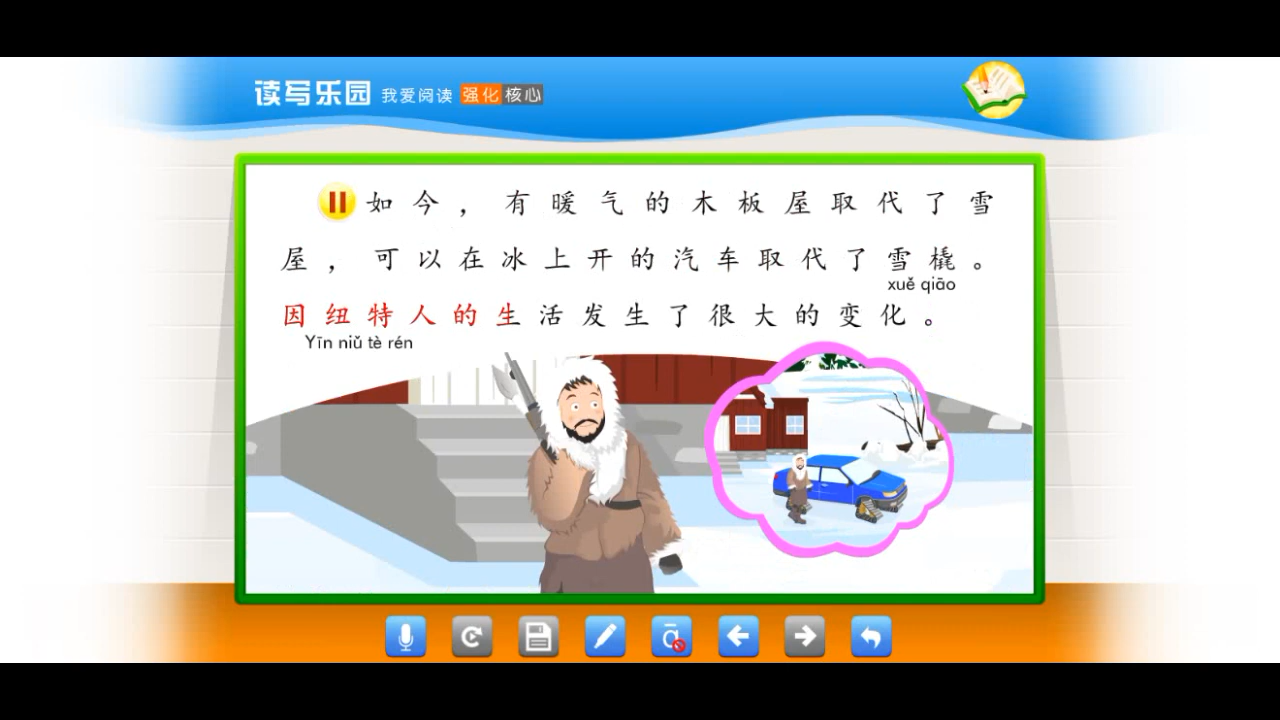 读写乐园 我爱阅读 强化核心
如今，有暖气的木板屋取代了雪
屋，可以在冰上开的汽车取代了雪橇。
xuě qiāo
因纽特人的生活发生了很大的变化。
Yīn niǔ tè rén